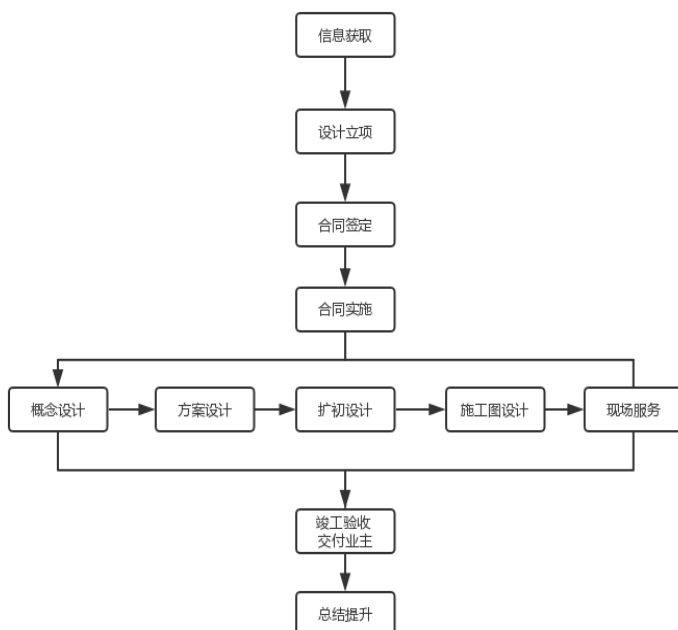 信息获取
设计立项
合同签定
合同实施
概念设计
方案设计
扩初设计
施工图设计
现场服务
竣工验收
交付业主
总结提升